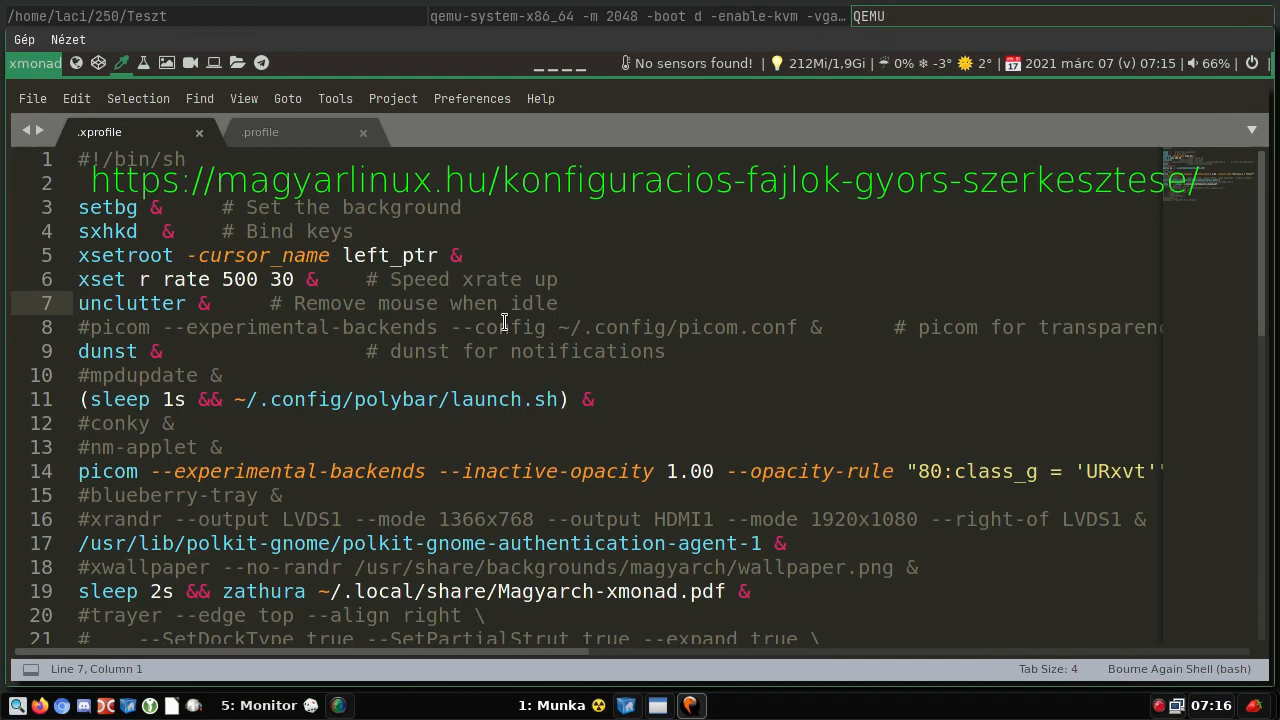 /home/laci/250/Teszt
qemu-system-x86_64 -m 2048 -boot d -enable-kvm -vga…
QEMU
Gép Nézet
xmonad No sensors found! | 212Mi/1,9Gi | 0% -3° 2° | 17 2021 márc 07 (v) 07:15 | 66% |
File Edit Selection Find View Goto Tools Project Preferences Help
.xprofile × .profile ×
1 #!/bin/sh
https://magyarlinux.hu/konfiguracios-fajlok-gyors-szerkesztese/
2
3 setbg & # Set the background
4 sxhkd & # Bind keys
5 xsetroot -cursor_name left_ptr &
6 xset r rate 500 30 & # Speed xrate up
7 unclutter & # Remove mouse when idle
8 #picom --experimental-backends --config ~/.config/picom.conf & # picom for transparenc
9 dunst & # dunst for notifications
10 #mpdupdate &
11 (sleep 1s && ~/.config/polybar/launch.sh) &
12 #conky &
13 #nm-applet &
14 picom --experimental-backends --inactive-opacity 1.00 --opacity-rule "80:class_g = 'URxvt''
15 #blueberry-tray &
16 #xrandr --output LVDS1 --mode 1366x768 --output HDMI1 --mode 1920x1080 --right-of LVDS1 &
17 /usr/lib/polkit-gnome/polkit-gnome-authentication-agent-1 &
18 #xwallpaper --no-randr /usr/share/backgrounds/magyarch/wallpaper.png &
19 sleep 2s && zathura ~/.local/share/Magyarch-xmonad.pdf &
20 #trayer --edge top --align right \
21 # --SetDockType true --SetPartialStrut true --expand true \
Line 7, Column 1 Tab Size: 4 Bourne Again Shell (bash)
5: Monitor 1: Munka 07:16